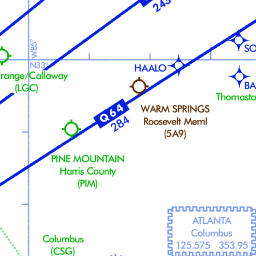 243
W85°
N33°
HAALO
SO
range/Callaway
(LGC)
BA
Thomasto
WARM SPRINGS
Roosevelt Meml
(5A9)
Q64
284
PINE MOUNTAIN
Harris County
(PIM)
ATLANTA
Columbus
125.575 353.95
Columbus
(CSG)